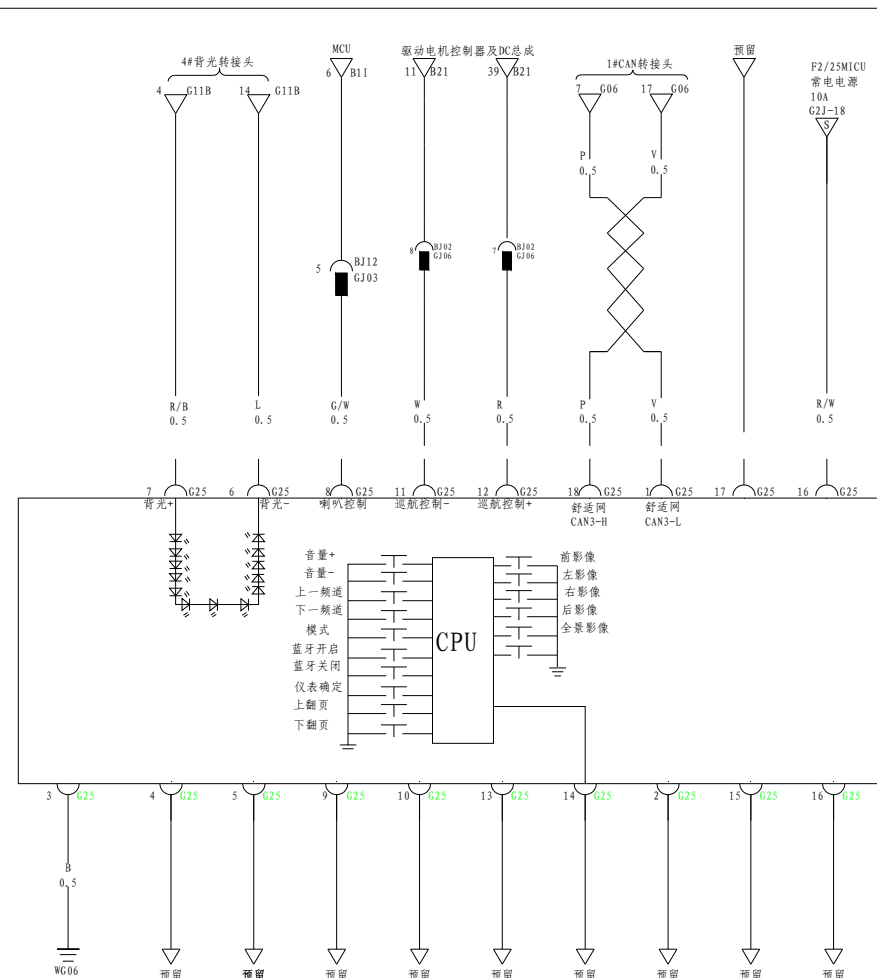 4#背光转接头
MCU
驱动电机控制器及DC总成
1#CAN转接头
预留
F2/25MICU
常电电源
10A
G2J-18
S
4 G11B
14 G11B
6 B11
11 B21
39 B21
7 G06
17 G06
P
0.5
V
0.5
5 BJ12
GJ03
8 BJ02
GJ06
7 BJ02
GJ06
R/B
0.5
L
0.5
G/W
0.5
W
0.5
R
0.5
P
0.5
V
0.5
R/W
0.5
7 G25
背光+
6 G25
背光-
8 G25
喇叭控制
11 G25
巡航控制-
12 G25
巡航控制+
18 G25
舒适网
CAN3-H
1 G25
舒适网
CAN3-L
17 G25
16 G25
音量+
音量-
上一频道
下一频道
模式
蓝牙开启
蓝牙关闭
仪表确定
上翻页
下翻页
CPU
前影像
左影像
右影像
后影像
全景影像
3 G25
4 G25
5 G25
9 G25
10 G25
13 G25
14 G25
2 G25
15 G25
16 G25
B
0.5
WG06
预留
预留
预留
预留
预留
预留
预留
预留
预留